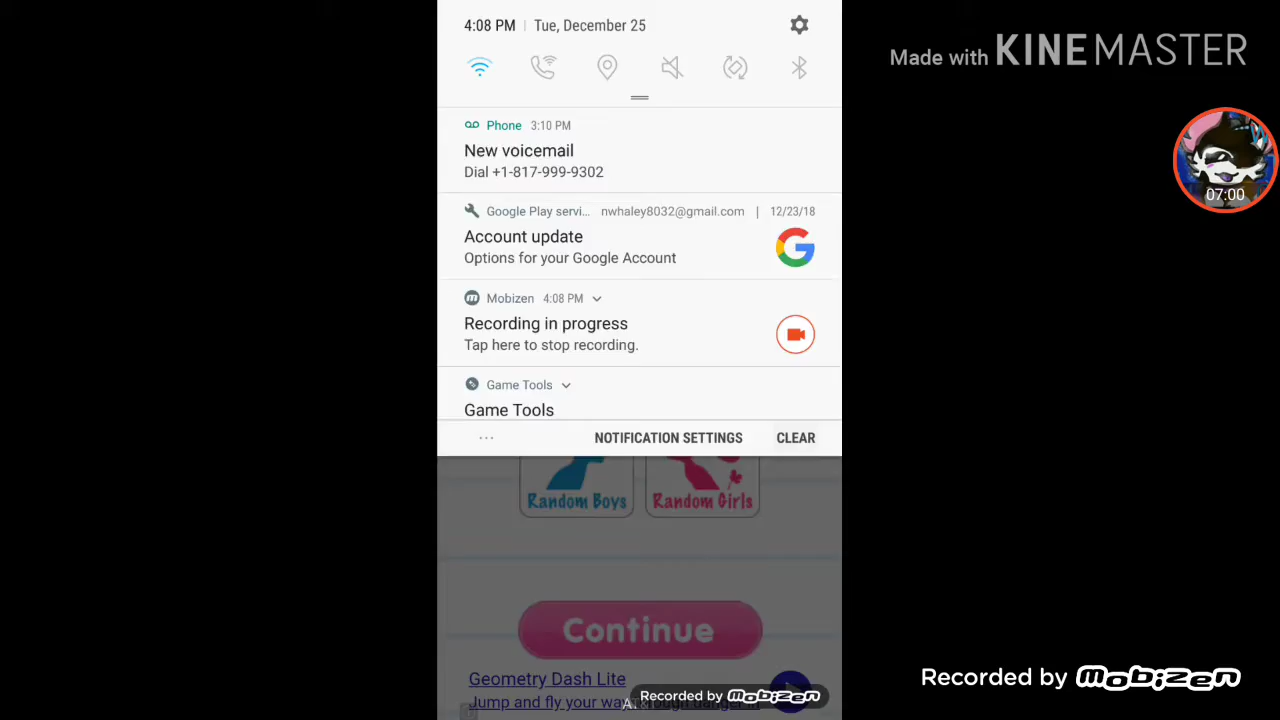 4:08 PM | Tue, December 25
Made with KINEMASTER
Phone 3:10 PM
New voicemail
Dial +1-817-999-9302
07:00
Google Play servi... nwhaley8032@gmail.com | 12/23/18
Account update
Options for your Google Account
Mobizen 4:08 PM
Recording in progress
Tap here to stop recording.
Game Tools
Game Tools
... NOTIFICATION SETTINGS CLEAR
Random Boys Random Girls
Continue
Geometry Dash Lite
Jump and fly your way
Recorded by Mobizen
Recorded by Mobizen